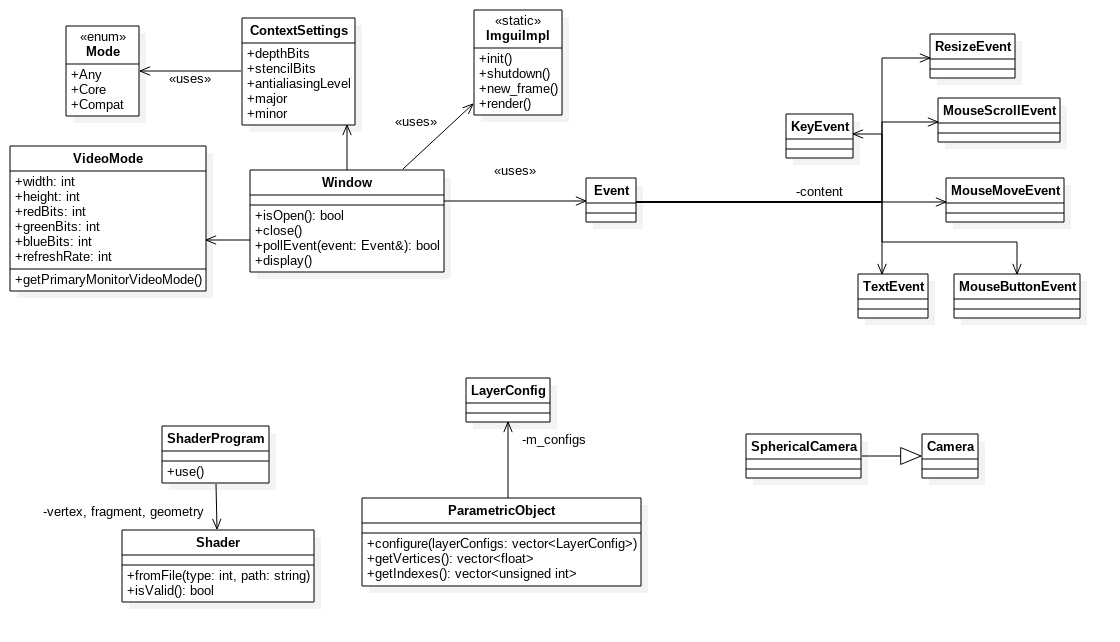 «enum»
Mode
+Any
+Core
+Compat
«uses»
ContextSettings
+depthBits
+stencilBits
+antialiasingLevel
+major
+minor
«static»
ImguiImpl
+init()
+shutdown()
+new_frame()
+render()
«uses»
VideoMode
+width: int
+height: int
+redBits: int
+greenBits: int
+blueBits: int
+refreshRate: int
+getPrimaryMonitorVideoMode()
Window
+isOpen(): bool
+close()
+pollEvent(event: Event&): bool
+display()
«uses»
Event
-content
KeyEvent
ResizeEvent
MouseScrollEvent
MouseMoveEvent
TextEvent
MouseButtonEvent
ShaderProgram
+use()
-vertex, fragment, geometry
Shader
+fromFile(type: int, path: string)
+isValid(): bool
LayerConfig
-m_configs
ParametricObject
+configure(layerConfigs: vector<LayerConfig>)
+getVertices(): vector<float>
+getIndexes(): vector<unsigned int>
SphericalCamera
Camera